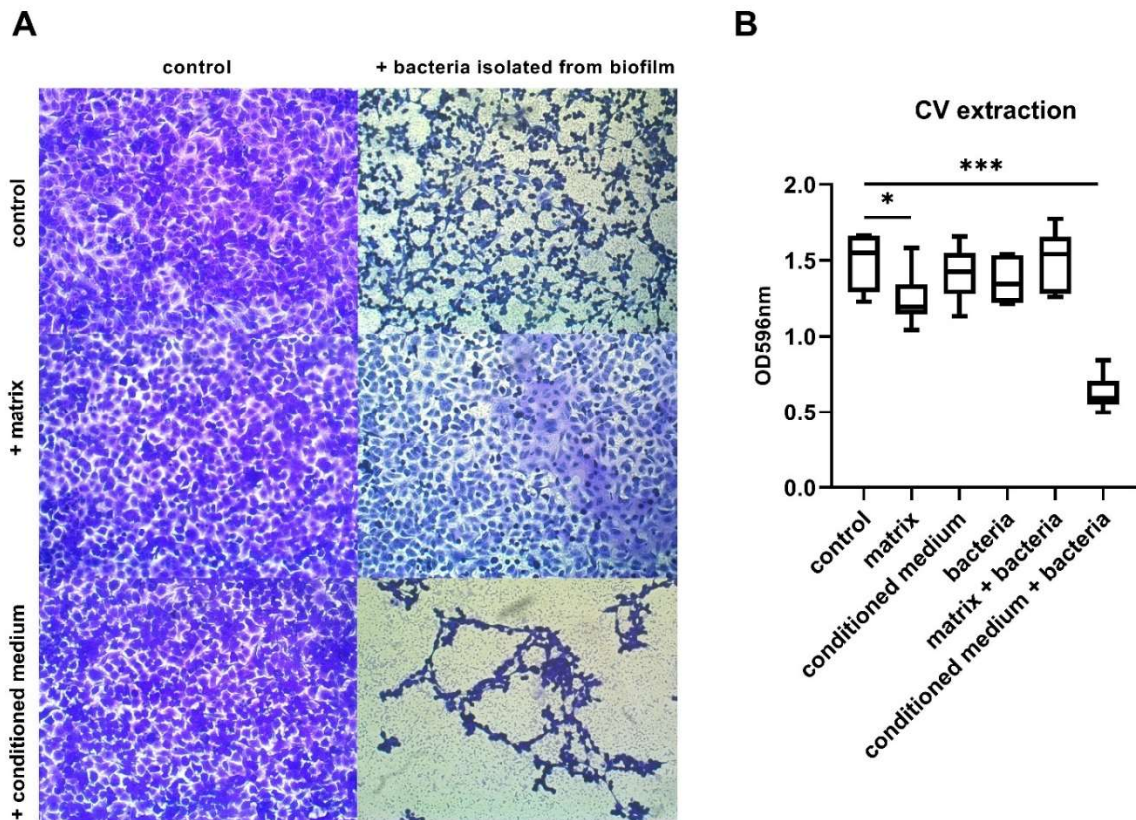 A
B
control
+ bacteria isolated from biofilm
control
+ matrix
+ conditioned medium
CV extraction
***
*
2.0
1.5
1.0
0.5
0.0
OD596nm
control
matrix
conditioned medium
bacteria
matrix + bacteria
conditioned medium + bacteria